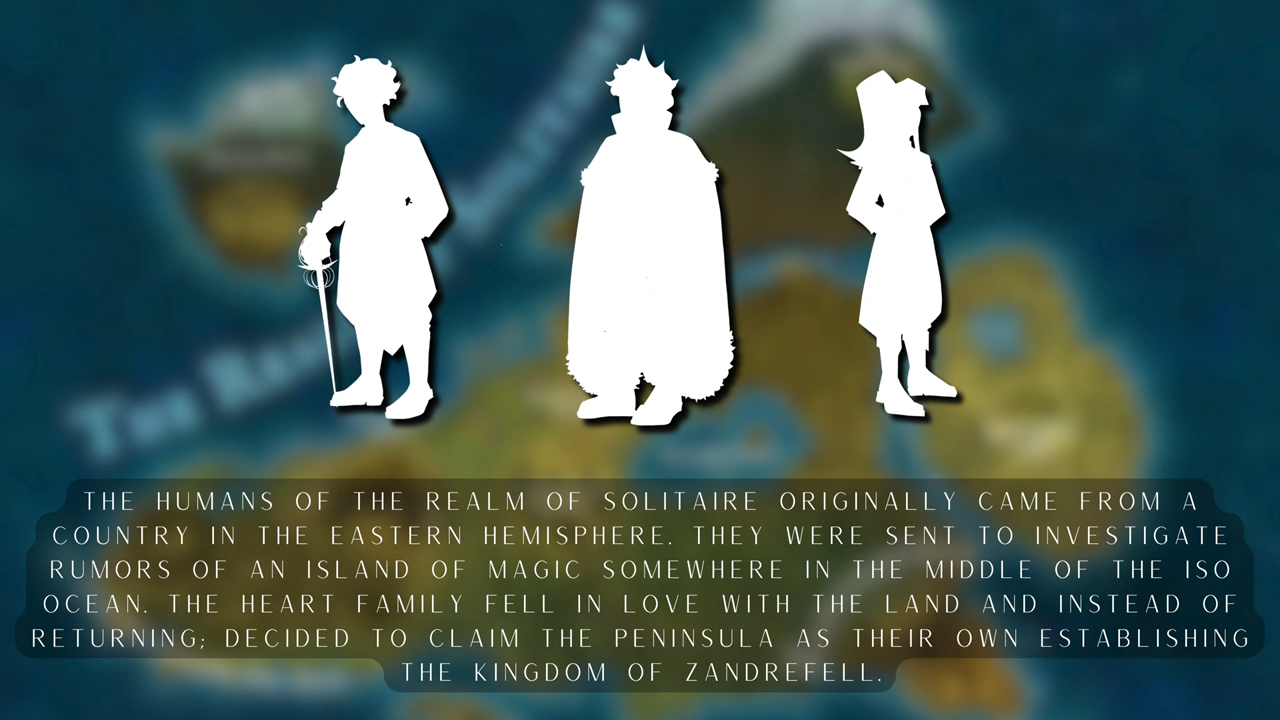 THE
THE HUMANS OF THE REALM OF SOLITAIRE ORIGINALLY CAME FROM A
COUNTRY IN THE EASTERN HEMISPHERE. THEY WERE SENT TO INVESTIGATE
RUMORS OF AN ISLAND OF MAGIC SOMEWHERE IN THE MIDDLE OF THE ISO
OCEAN. THE HEART FAMILY FELL IN LOVE WITH THE LAND AND INSTEAD OF
RETURNING; DECIDED TO CLAIM THE PENINSULA AS THEIR OWN ESTABLISHING
THE KINGDOM OF ZANDREFELL.